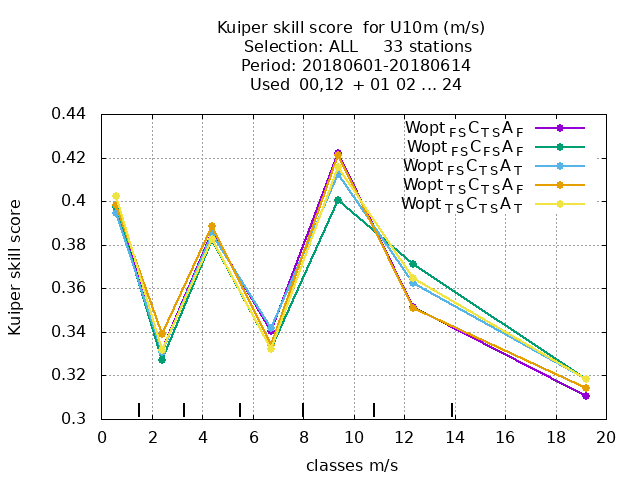 Kuiper skill score  for U10m (m/s)
Selection: ALL     33 stations
Period: 20180601-20180614
Used  00,12  + 01 02 ... 24
0.44
0.42
0.4
0.38
0.36
0.34
0.32
0.3
Kuiper skill score
Wopt FS C TS A F
Wopt FS C FS A F
Wopt FS C TS A T
Wopt TS C TS A F
Wopt TS C TS A T
0 2 4 6 8 10 12 14 16 18 20
classes m/s